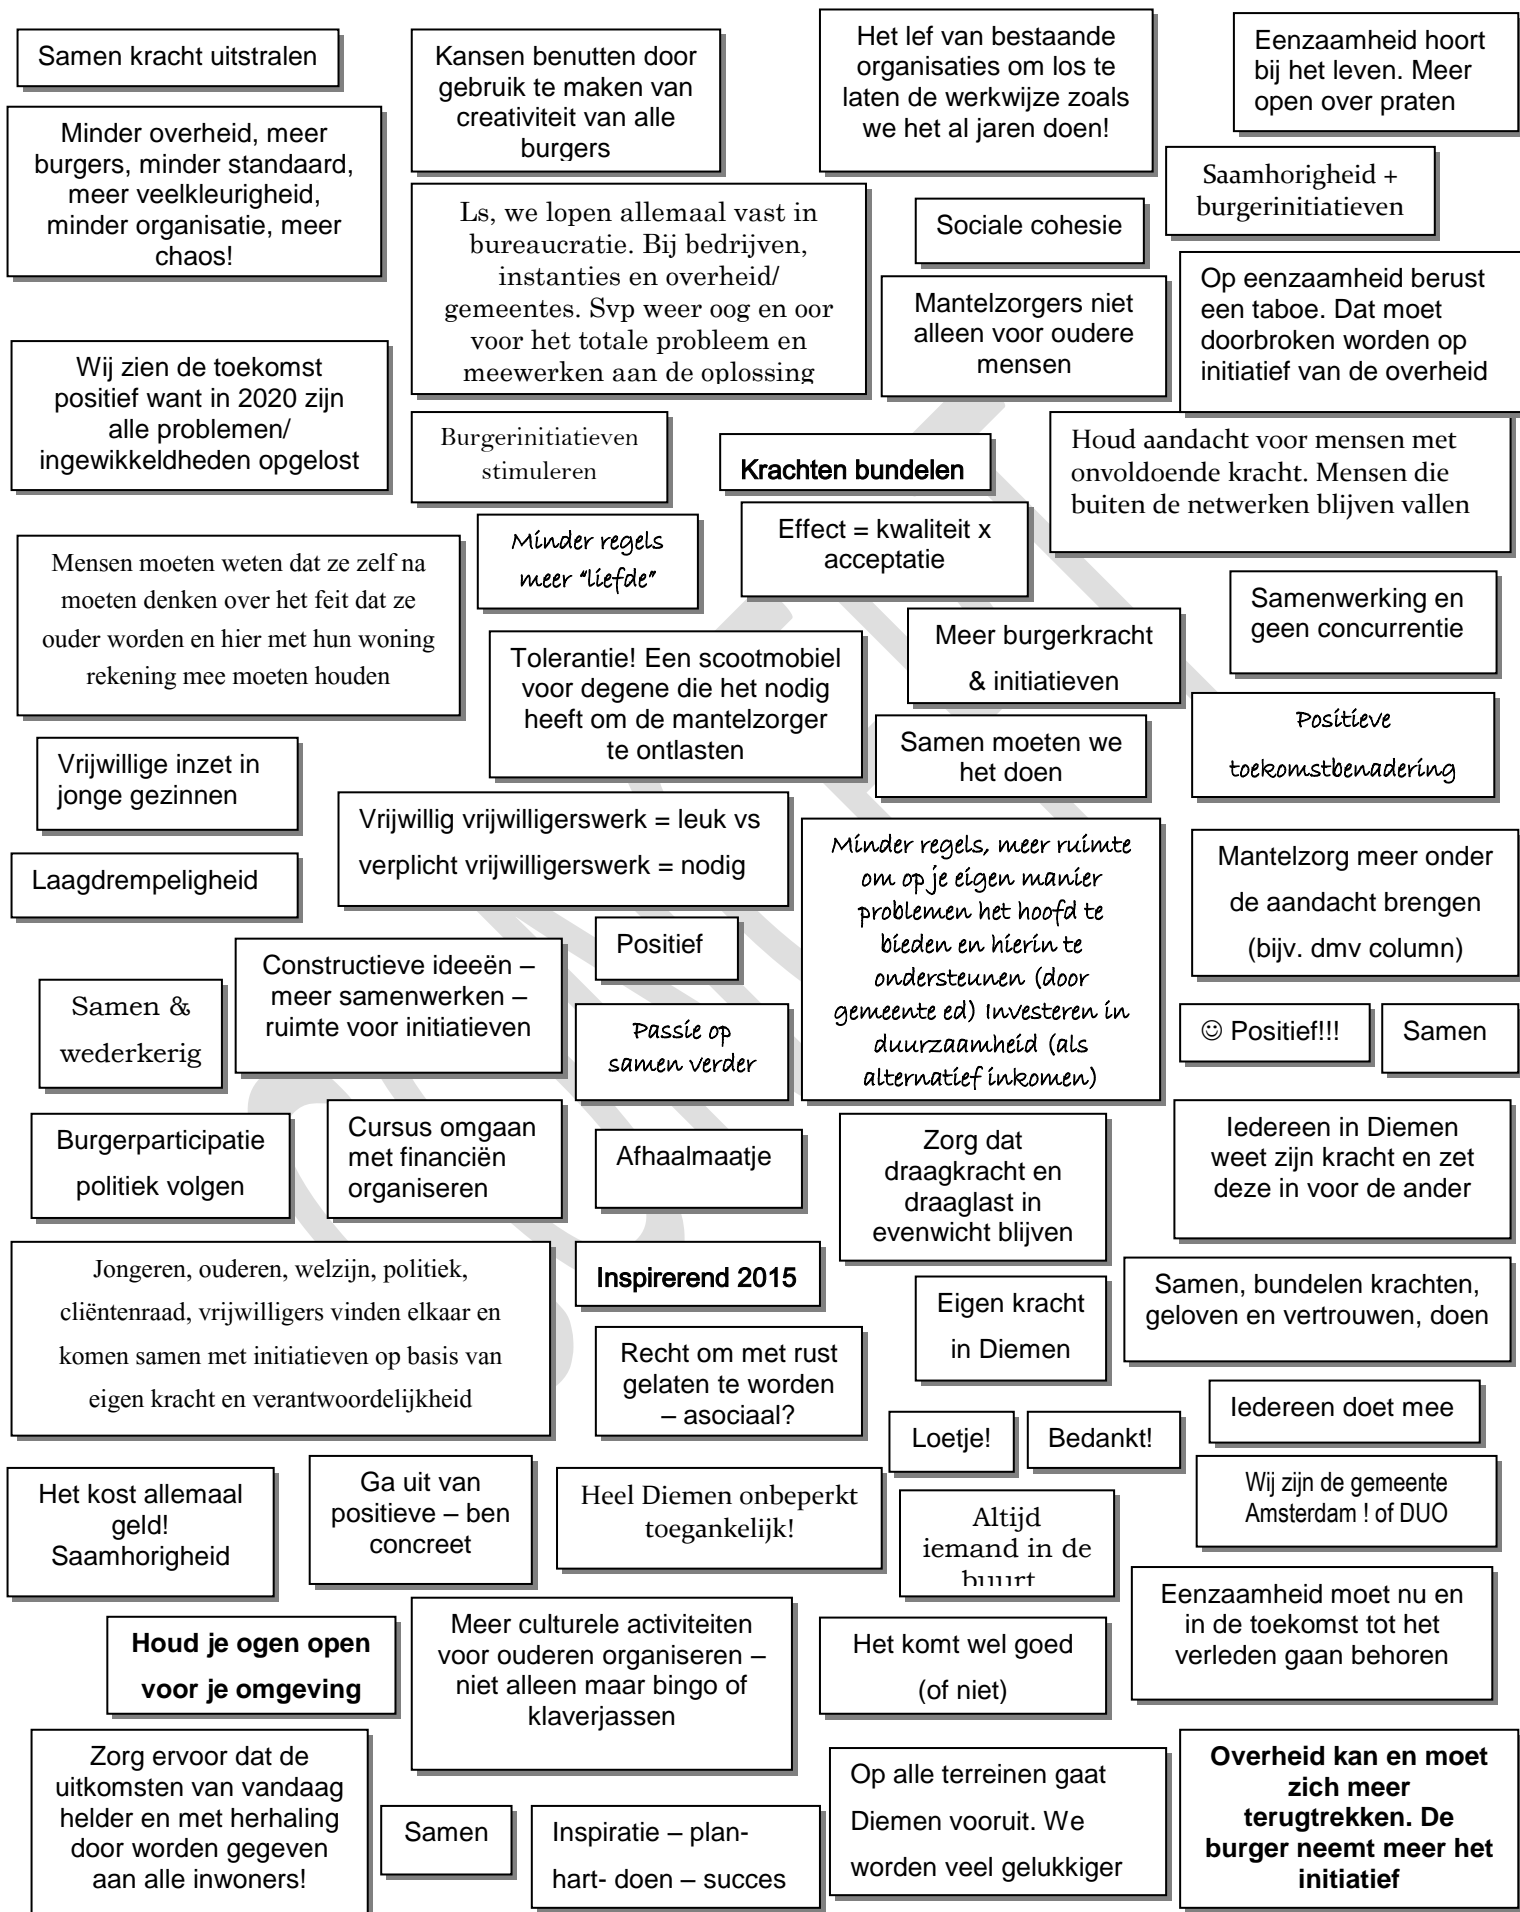 Samen kracht uitstralen
Kansen benutten door
gebruik te maken van
creativiteit van alle
burgers
Het lef van bestaande
organisaties om los te
laten de werkwijze zoals
we het al jaren doen!
Eenzaamheid hoort
bij het leven. Meer
open over praten
Minder overheid, meer
burgers, minder standaard,
meer veelkleurigheid,
minder organisatie, meer
chaos!
Saamhorigheid +
burgerinitiatieven
Ls, we lopen allemaal vast in
bureaucratie. Bij bedrijven,
instanties en overheid/
gemeentes. Svp weer oog en oor
voor het totale probleem en
meewerken aan de oplossing
Sociale cohesie
Mantelzorgers niet
alleen voor oudere
mensen
Op eenzaamheid berust
een taboe. Dat moet
doorbroken worden op
initiatief van de overheid
Wij zien de toekomst
positief want in 2020 zijn
alle problemen/
ingewikkeldheden opgelost
Burgerinitiatieven
stimuleren
Krachten bundelen
Houd aandacht voor mensen met
onvoldoende kracht. Mensen die
buiten de netwerken blijven vallen
Mensen moeten weten dat ze zelf na
moeten denken over het feit dat ze
ouder worden en hier met hun woning
rekening mee moeten houden
Minder regels
meer “liefde”
Effect = kwaliteit x
acceptatie
Samenwerking en
geen concurrentie
Tolerantie! Een scootmobiel
voor degene die het nodig
heeft om de mantelzorger
te ontlasten
Meer burgerkracht
& initiatieven
Positieve
toekomstbenadering
Samen moeten we
het doen
Vrijwillige inzet in
jonge gezinnen
Vrijwillig vrijwilligerswerk = leuk vs
verplicht vrijwilligerswerk = nodig
Minder regels, meer ruimte
om op je eigen manier
problemen het hoofd te
bieden en hierin te
ondersteunen (door
gemeente ed) Investeren in
duurzaamheid (als
alternatief inkomen)
Mantelzorg meer onder
de aandacht brengen
(bijv. dmv column)
Laagdrempeligheid
Positief
Constructieve ideeën –
meer samenwerken –
ruimte voor initiatieven
Samen &
wederkerig
Passie op
samen verder
☺ Positief!!!
Samen
Burgerparticipatie
politiek volgen
Cursus omgaan
met financiën
organiseren
Afhaalmaatje
Zorg dat
draagkracht en
draaglast in
evenwicht blijven
Iedereen in Diemen
weet zijn kracht en zet
deze in voor de ander
Jongeren, ouderen, welzijn, politiek,
cliëntenraad, vrijwilligers vinden elkaar en
komen samen met initiatieven op basis van
eigen kracht en verantwoordelijkheid
Inspirerend 2015
Eigen kracht
in Diemen
Samen, bundelen krachten,
geloven en vertrouwen, doen
Recht om met rust
gelaten te worden
– asociaal?
Iedereen doet mee
Loetje!
Bedankt!
Het kost allemaal
geld!
Saamhorigheid
Ga uit van
positieve – ben
concreet
Heel Diemen onbeperkt
toegankelijk!
Altijd
iemand in de
buurt
Wij zijn de gemeente
Amsterdam ! of DUO
Eenzaamheid moet nu en
in de toekomst tot het
verleden gaan behoren
Houd je ogen open
voor je omgeving
Meer culturele activiteiten
voor ouderen organiseren –
niet alleen maar bingo of
klaverjassen
Het komt wel goed
(of niet)
Zorg ervoor dat de
uitkomsten van vandaag
helder en met herhaling
door worden gegeven
aan alle inwoners!
Samen
Inspiratie – plan-
hart- doen – succes
Op alle terreinen gaat
Diemen vooruit. We
worden veel gelukkiger
Overheid kan en moet
zich meer
terugtrekken. De
burger neemt meer het
initiatief